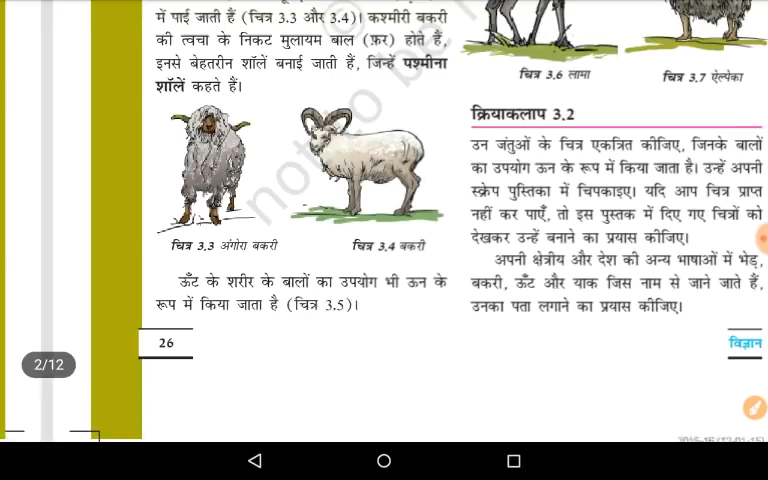 में पाई जाती हैं (चित्र 3.3 और 3.4)। कश्मीरी बकरी
की त्वचा के निकट मुलायम बाल (फ़र) होते हैं,
इनसे बेहतरीन शॉलें बनाई जाती हैं, जिन्हें पश्मीना
शॉलें कहते हैं।
चित्र 3.3 अंगोरा बकरी
चित्र 3.4 बकरी
ऊँट के शरीर के बालों का उपयोग भी ऊन के
रूप में किया जाता है (चित्र 3.5)।
26
चित्र 3.6 लामा
चित्र 3.7 ऐल्पेका
क्रियाकलाप 3.2
उन जंतुओं के चित्र एकत्रित कीजिए, जिनके बालों
का उपयोग ऊन के रूप में किया जाता है। उन्हें अपनी
स्क्रेप पुस्तिका में चिपकाइए। यदि आप चित्र प्राप्त
नहीं कर पाएँ, तो इस पुस्तक में दिए गए चित्रों को
देखकर उन्हें बनाने का प्रयास कीजिए।
अपनी क्षेत्रीय और देश की अन्य भाषाओं में भेड़,
बकरी, ऊँट और याक जिस नाम से जाने जाते हैं,
उनका पता लगाने का प्रयास कीजिए।
विज्ञान
2/12
not to be